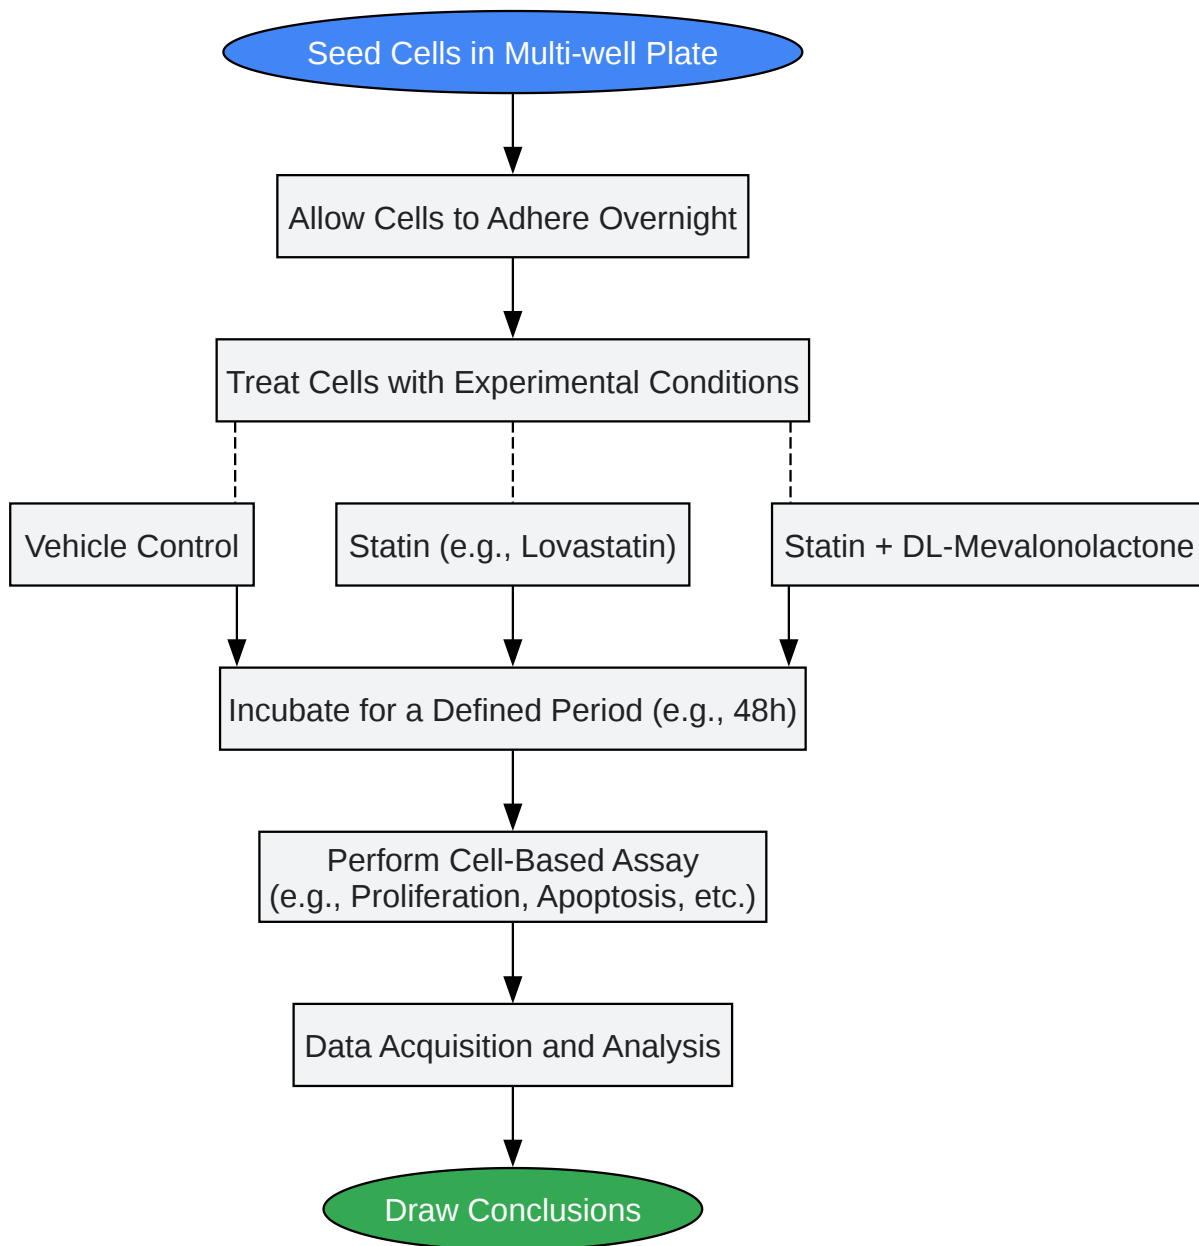 Seed Cells in Multi-well Plate
Allow Cells to Adhere Overnight
Treat Cells with Experimental Conditions
Vehicle Control
Statin (e.g., Lovastatin)
Statin + DL-Mevalonolactone
Incubate for a Defined Period (e.g., 48h)
Perform Cell-Based Assay
(e.g., Proliferation, Apoptosis, etc.)
Data Acquisition and Analysis
Draw Conclusions